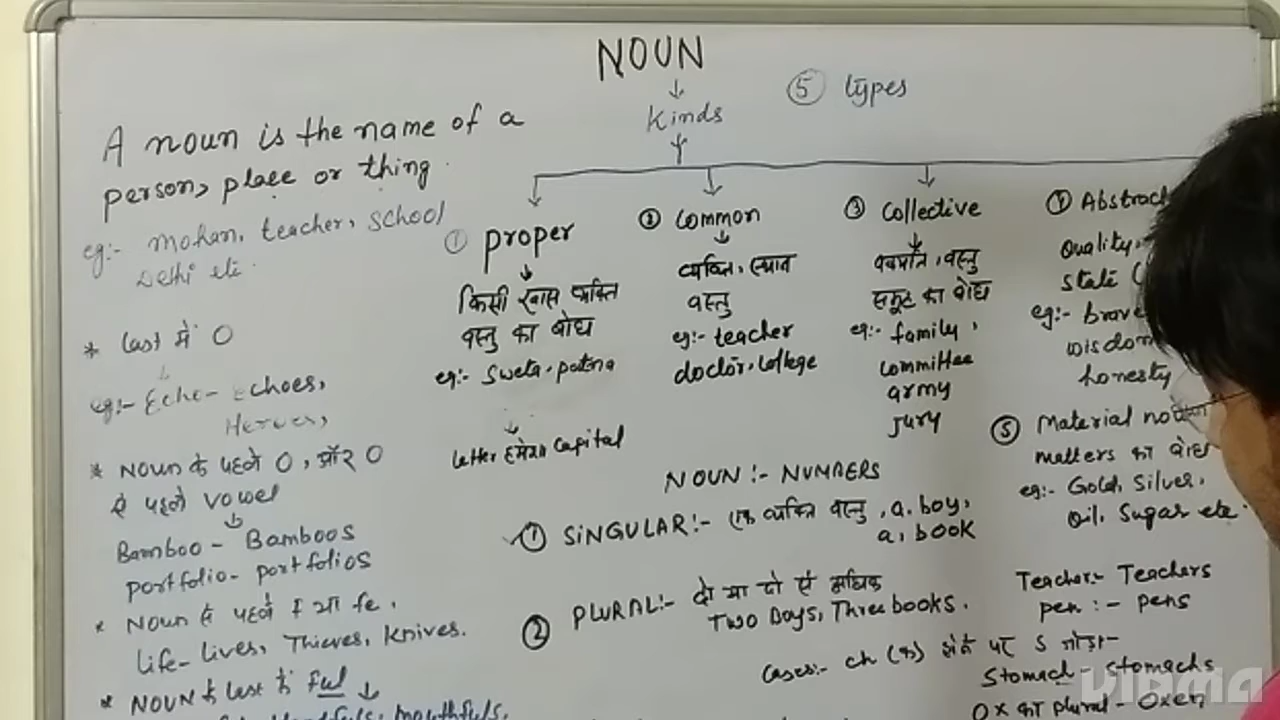 NOUN
Kinds
⑤ types
A noun is the name of a
person, place or thing.
eg:- Mohan, teacher, school
Delhi etc.
① proper
किसी खास व्यक्ति
वस्तु का बोध
eg:- Sweta, patna
letter हमेशा capital
② Common
व्यक्ति, स्थान
वस्तु
eg:- teacher
doctor, college
③ Collective
वस्तु
समूह का बोध
eg:- family,
committee
army
jury
④ Abstract
Quality,
State
eg:- brave
wisdom
honesty
⑤ Material noun
matters का बोध
eg:- Gold, Silver,
Oil, Sugar etc.
* last में O
eg:- Echo- Echoes,
Heroes,
* NOUN के पहले O, और O
से पहले vowel
Bamboo - Bamboos
portfolio- portfolios
* NOUN के पहले f या fe,
life- lives, Thieves, knives.
* NOUN के last में ful
mouthfuls,
NOUN :- NUMBERS
① SINGULAR:- एक व्यक्ति वस्तु, a. boy,
a, book
② PLURAL:- दो या दो से अधिक
Two Boys, Three books.
Teacher:- Teachers
pen :- pens
Cases:- ch (क) होने पर S जोड़ा-
Stomach - stomachs
Ox का plural - Oxen
VIDMA